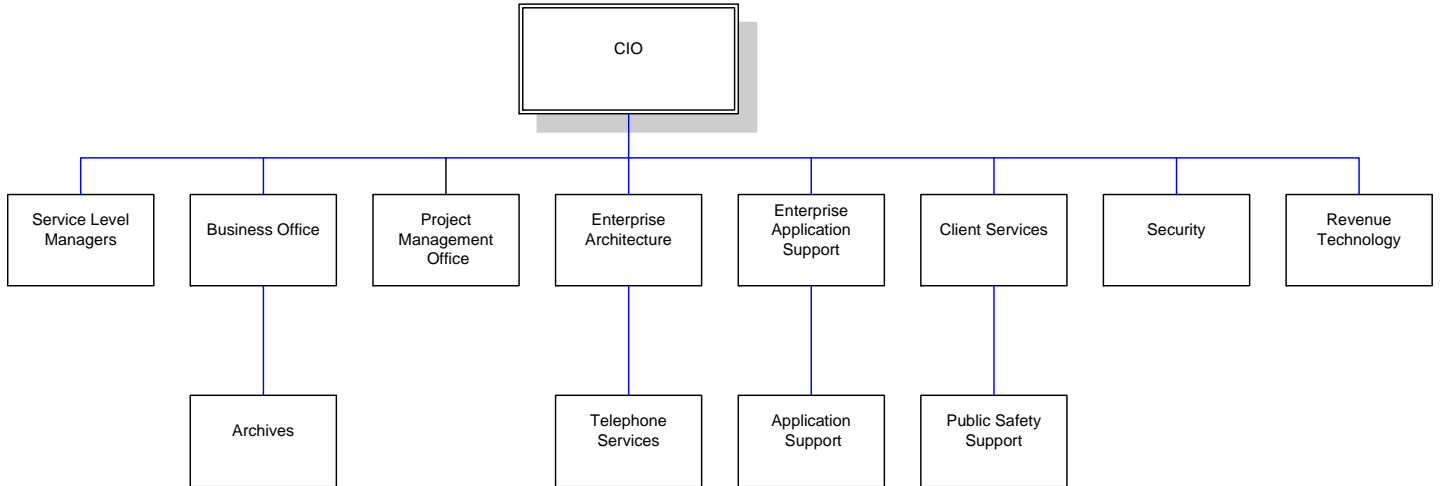 CIO
Service Level
Managers
Business Office
Project
Management
Office
Enterprise
Architecture
Enterprise
Application
Support
Client Services
Security
Revenue
Technology
Archives
Telephone
Services
Application
Support
Public Safety
Support